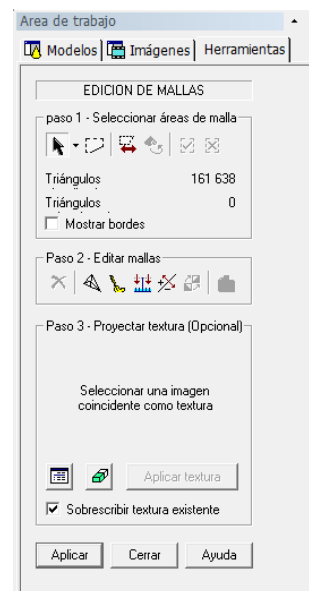 Area de trabajo
Modelos Imágenes Herramientas
EDICION DE MALLAS
paso 1 - Seleccionar áreas de malla
Triángulos 161 638
Triángulos 0
Mostrar bordes
Paso 2 - Editar mallas
Paso 3 - Proyectar textura (Opcional)
Seleccionar una imagen
coincidente como textura
Aplicar textura
Sobrescribir textura existente
Aplicar Cerrar Ayuda